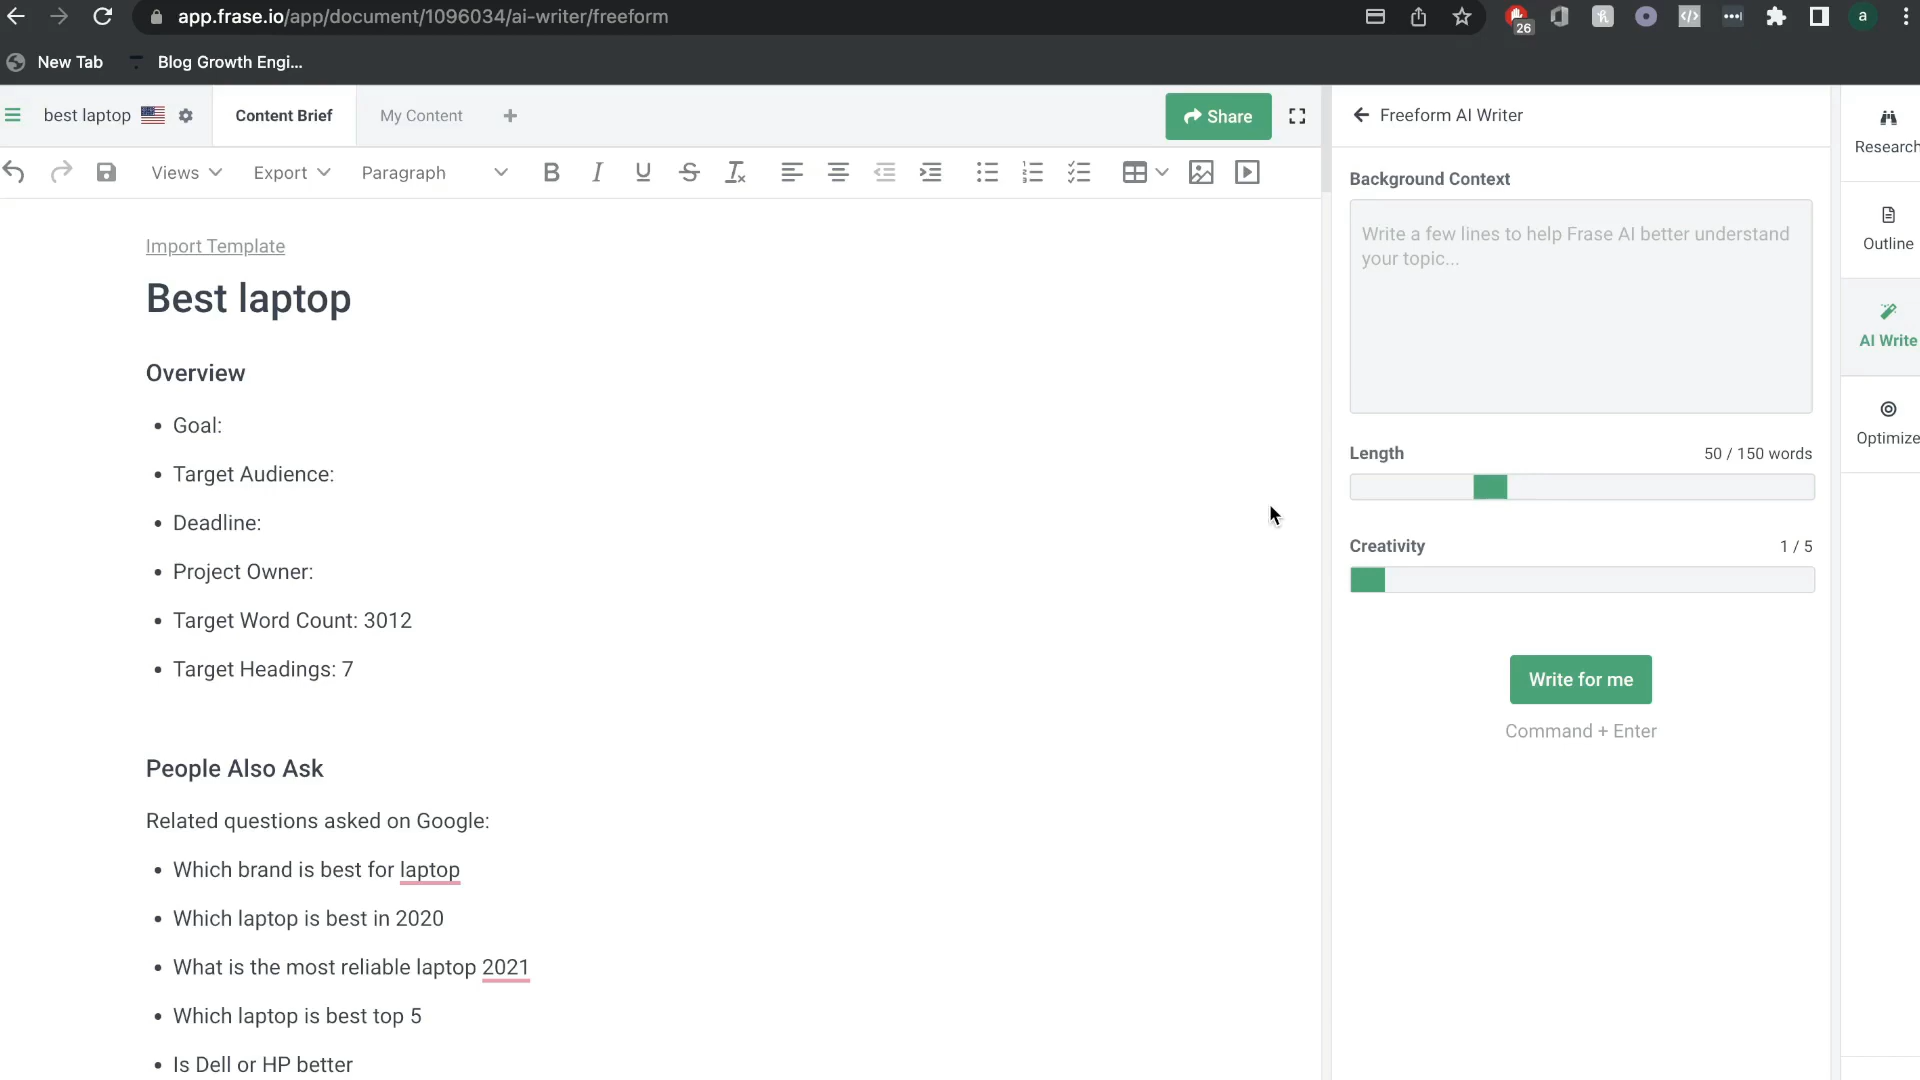 app.frase.io/app/document/1096034/ai-writer/freeform
26
a
New Tab
Blog Growth Engi...
best laptop
Content Brief
My Content
Share
Freeform AI Writer
Views
Export
Paragraph
Import Template
Best laptop
Overview
Goal:
Target Audience:
Deadline:
Project Owner:
Target Word Count: 3012
Target Headings: 7
People Also Ask
Related questions asked on Google:
Which brand is best for laptop
Which laptop is best in 2020
What is the most reliable laptop 2021
Which laptop is best top 5
Is Dell or HP better
Background Context
Write a few lines to help Frase AI better understand
your topic...
Length
50 / 150 words
Creativity
1 / 5
Write for me
Command + Enter
Research
Outline
AI Write
Optimize